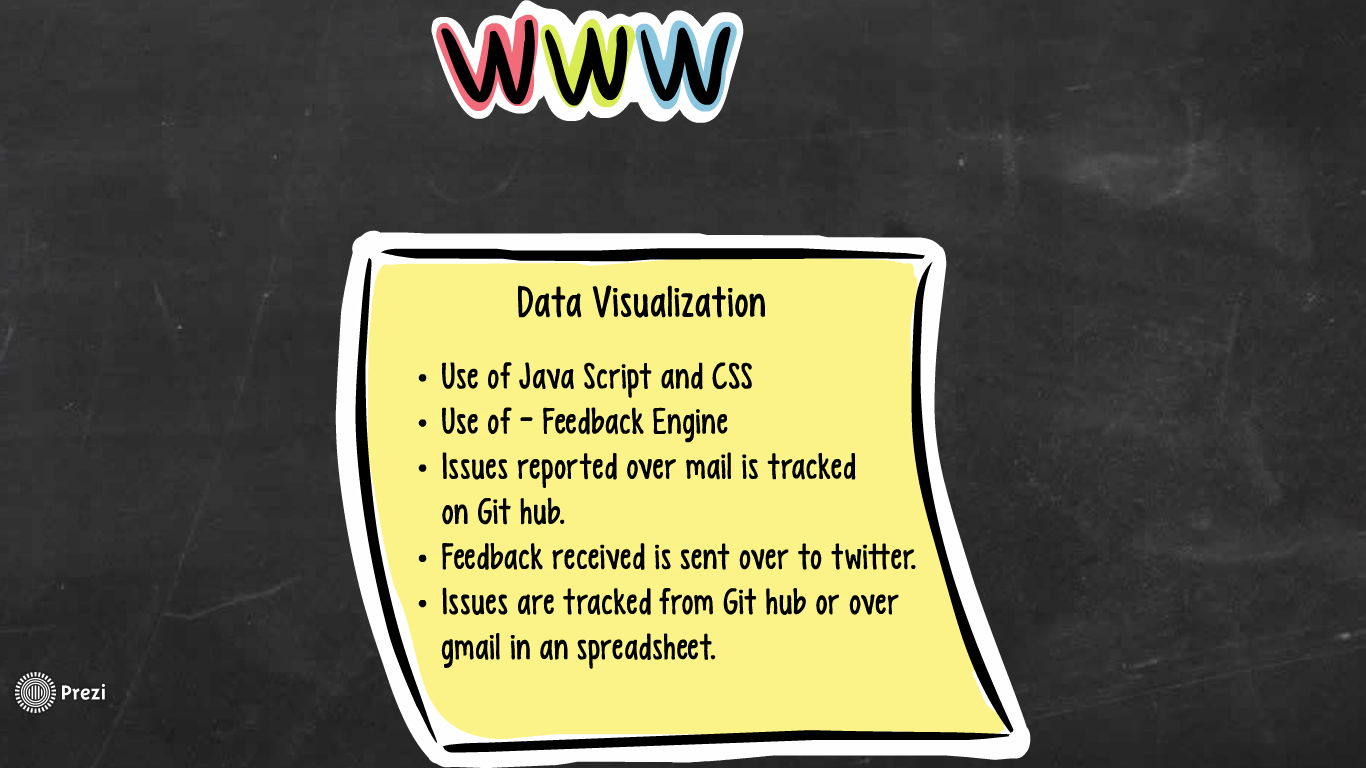 WWW
Data Visualization
• Use of Java Script and CSS
• Use of - Feedback Engine
• Issues reported over mail is tracked
on Git hub.
• Feedback received is sent over to twitter.
• Issues are tracked from Git hub or over
gmail in an spreadsheet.
Prezi